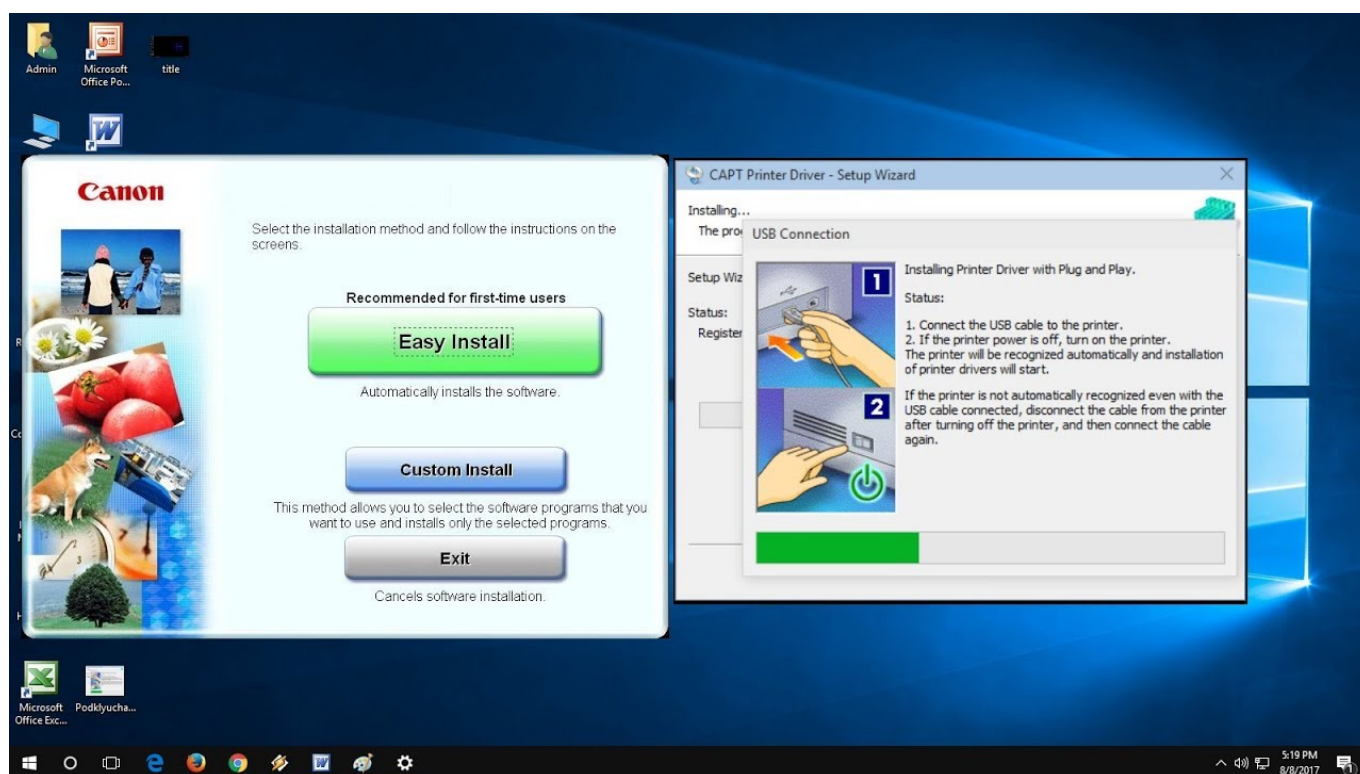 Admin
Microsoft
Office Po...
title
Canon
Select the installation method and follow the instructions on the
screens.
Recommended for first-time users
Easy Install
Automatically installs the software.
Custom Install
This method allows you to select the software programs that you
want to use and installs only the selected programs.
Exit
Cancels software installation.
CAPT Printer Driver - Setup Wizard
Installing...
The pro
Setup Wiz
Status:
Register
USB Connection
1
2
Installing Printer Driver with Plug and Play.
Status:
1. Connect the USB cable to the printer.
2. If the printer power is off, turn on the printer.
The printer will be recognized automatically and installation
of printer drivers will start.
If the printer is not automatically recognized even with the
USB cable connected, disconnect the cable from the printer
after turning off the printer, and then connect the cable
again.
Microsoft
Office Exc...
Podklyucha...
5:19 PM
8/8/2017